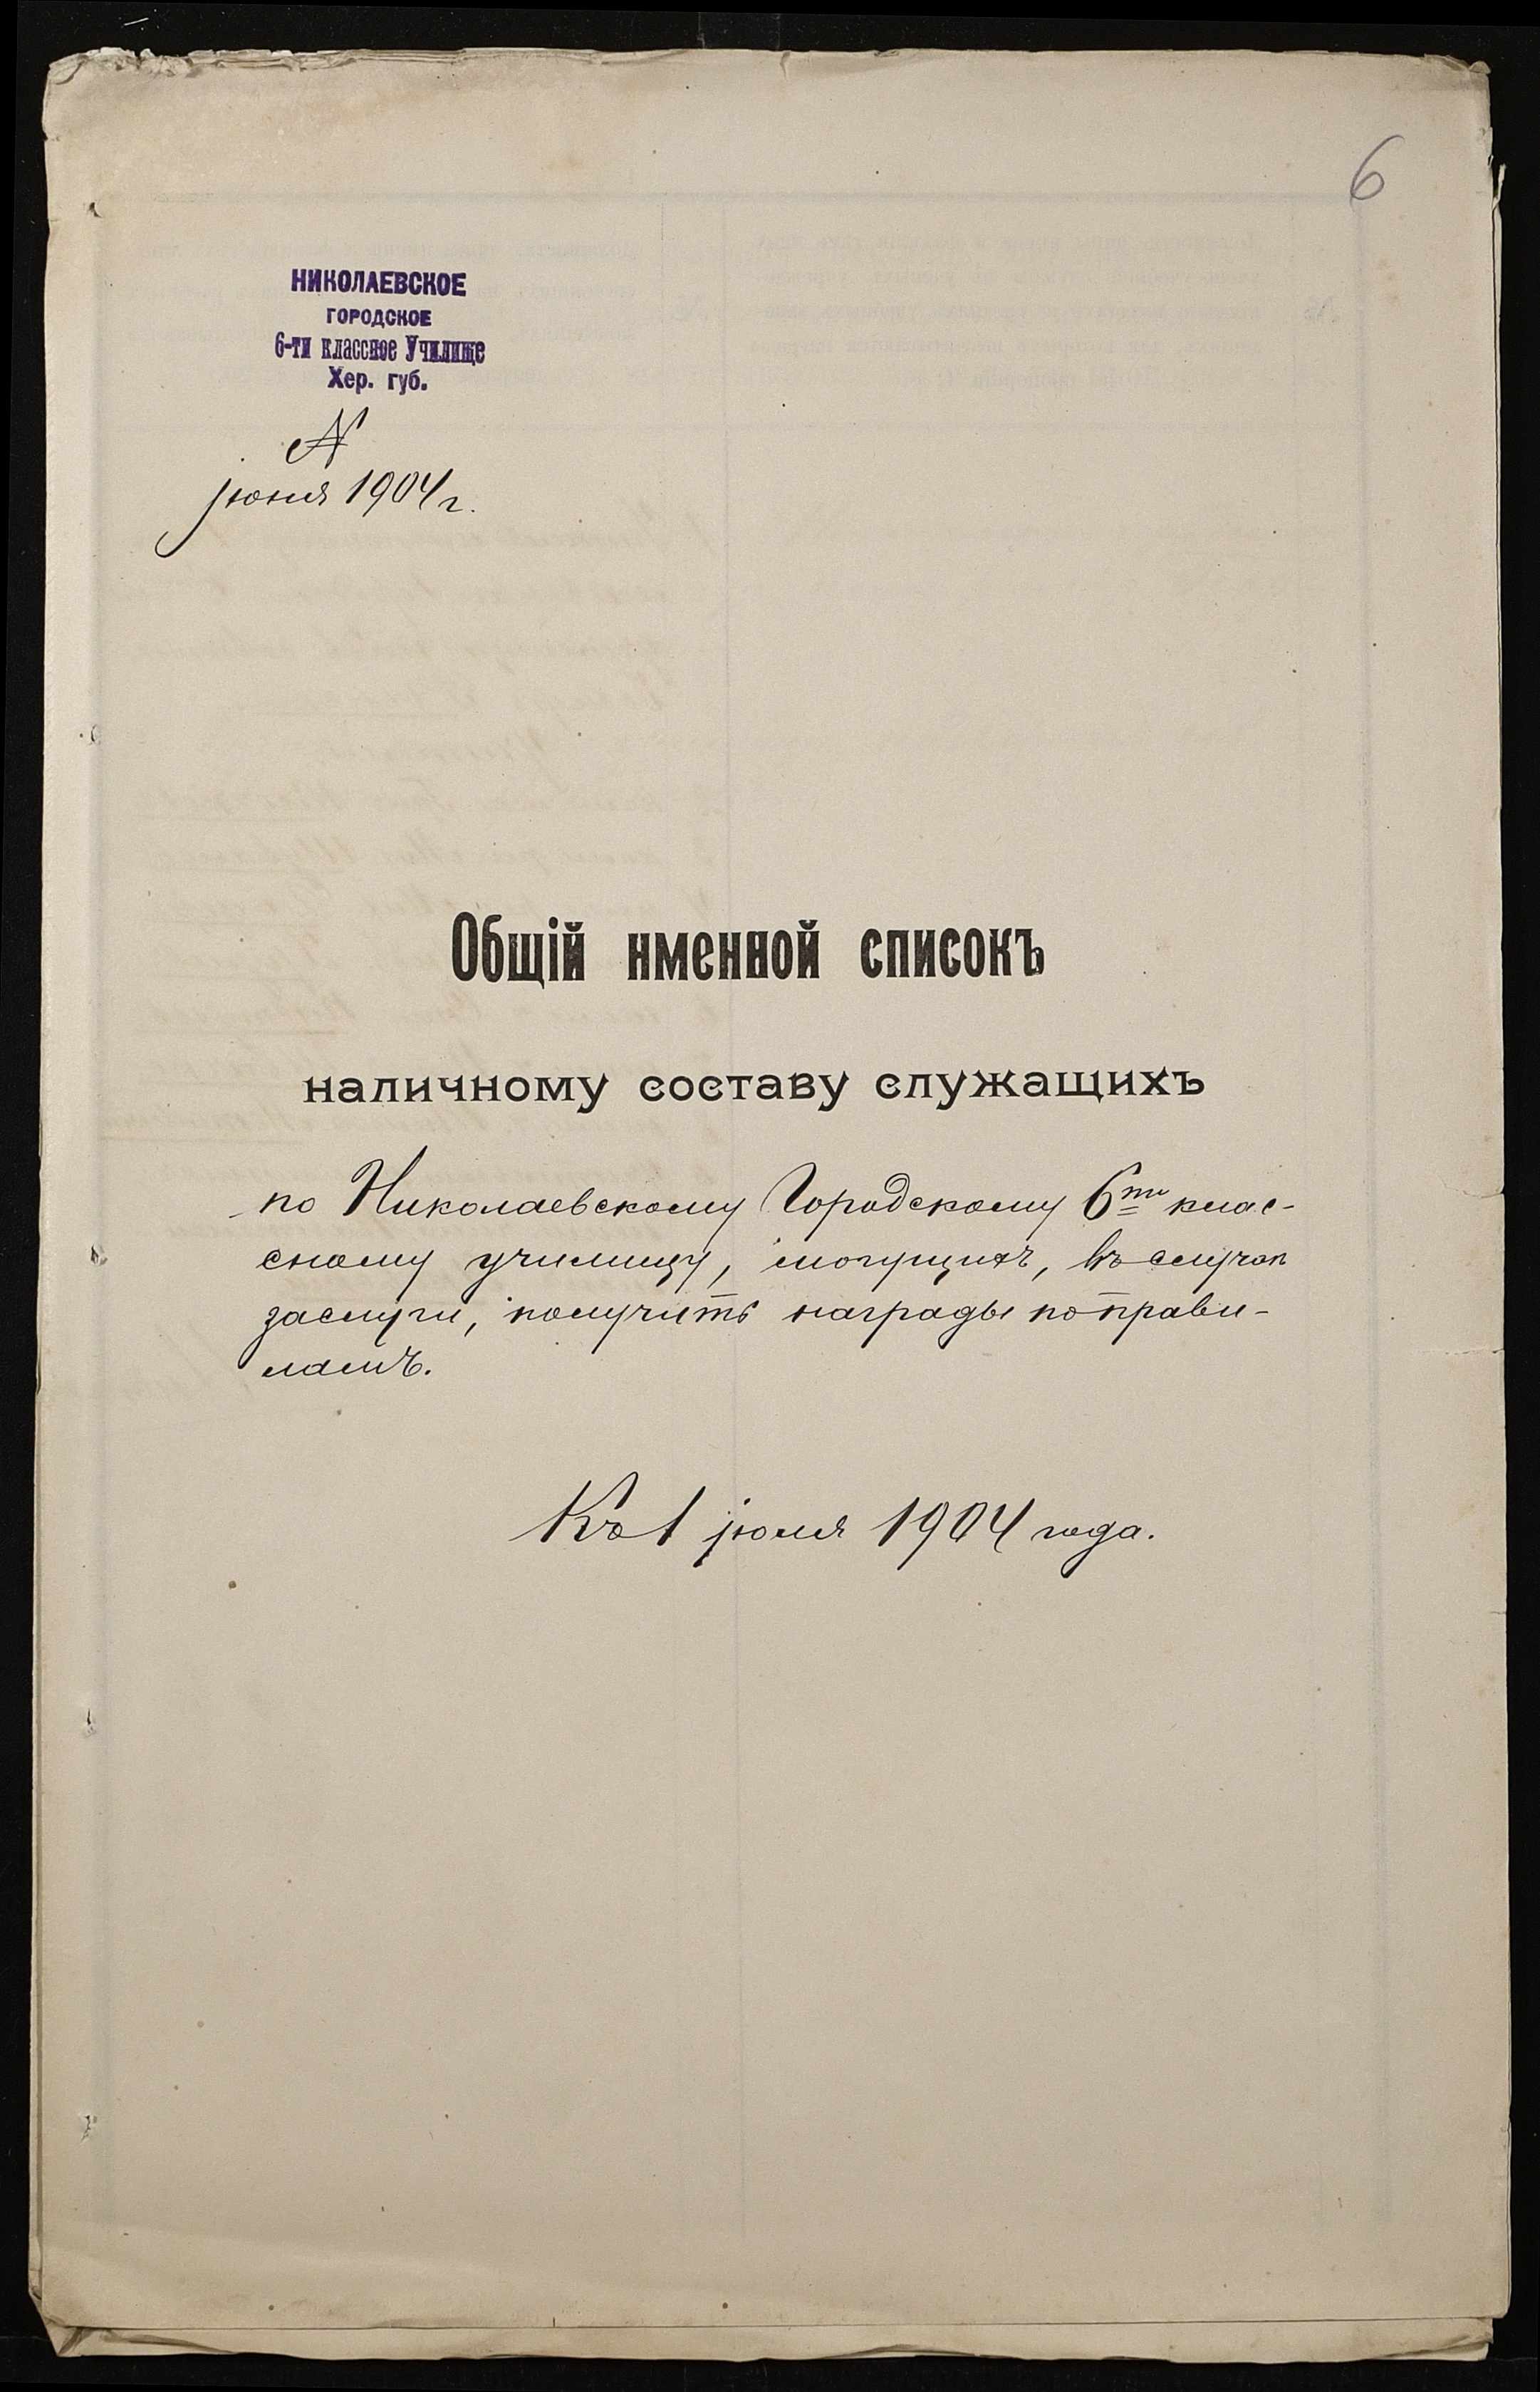 6
НИКОЛАЕВСКОЕ
ГОРОДСКОЕ
6-ти классное Училище
Хер. губ.
№
іюня 1904 г.
Общій именной списокъ
наличному составу служащихъ
по Николаевскому Городскому 6ти клас-
сному училищу, могущихъ, въ случаѣ
заслуги, получить награды по прави-
ламъ.
Къ 1 іюля 1904 года.